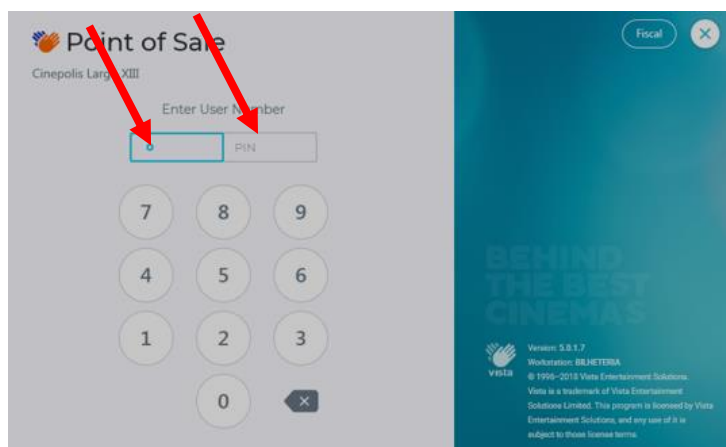 Point of Sale
Fiscal
Cinepolis Largo XIII
Enter User Number
PIN
7 8 9
4 5 6
1 2 3
0
BEHIND
THE BEST
CINEMAS
vista
Version: 5.0.1.7
Workstation: BILHETERIA
© 1996–2018 Vista Entertainment Solutions.
Vista is a trademark of Vista Entertainment
Solutions Limited. This program is licensed by Vista
Entertainment Solutions, and any use of it is
subject to those license terms.